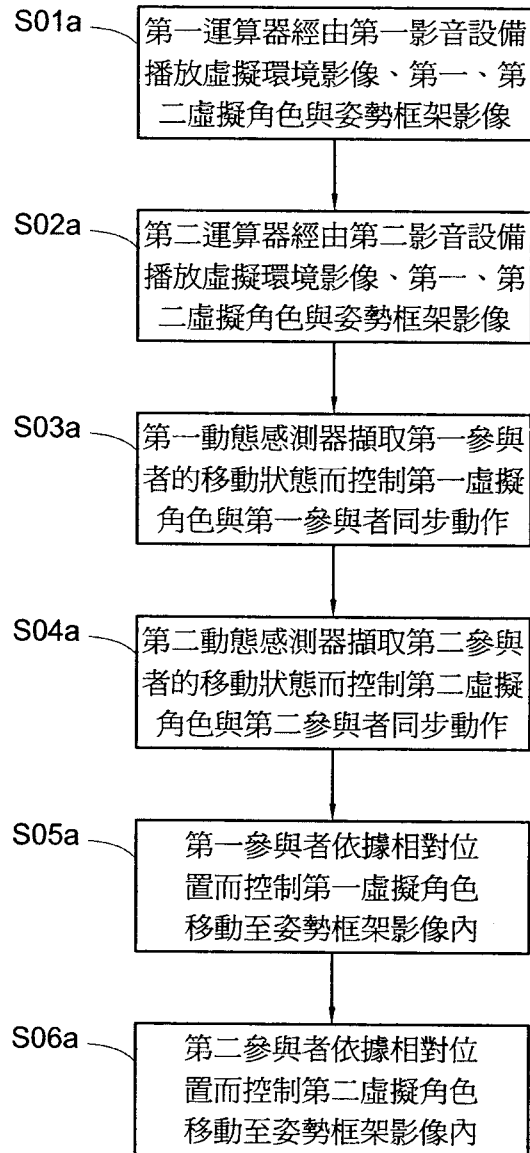 S01a
第一運算器經由第一影音設備
播放虛擬環境影像、第一、第
二虛擬角色與姿勢框架影像
S02a
第二運算器經由第二影音設備
播放虛擬環境影像、第一、第
二虛擬角色與姿勢框架影像
S03a
第一動態感測器擷取第一參與
者的移動狀態而控制第一虛擬
角色與第一參與者同步動作
S04a
第二動態感測器擷取第二參與
者的移動狀態而控制第二虛擬
角色與第二參與者同步動作
S05a
第一參與者依據相對位
置而控制第一虛擬角色
移動至姿勢框架影像內
S06a
第二參與者依據相對位
置而控制第二虛擬角色
移動至姿勢框架影像內